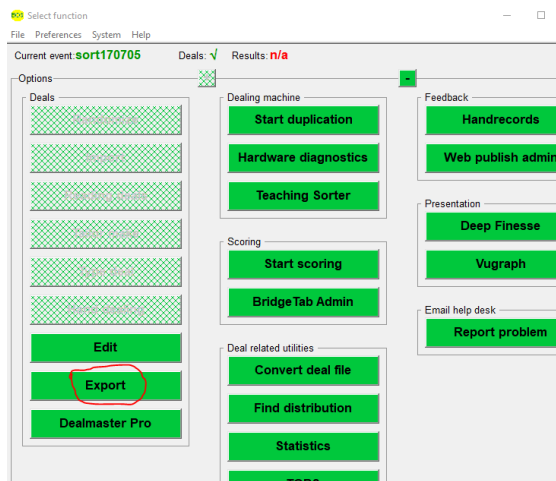 BOS Select function
File Preferences System Help
Current event:sort170705 Deals: √ Results: n/a
Options
-
Deals
Edit
Export
Dealmaster Pro
Dealing machine
Start duplication
Hardware diagnostics
Teaching Sorter
Scoring
Start scoring
BridgeTab Admin
Deal related utilities
Convert deal file
Find distribution
Statistics
Feedback
Handrecords
Web publish admin
Presentation
Deep Finesse
Vugraph
Email help desk
Report problem